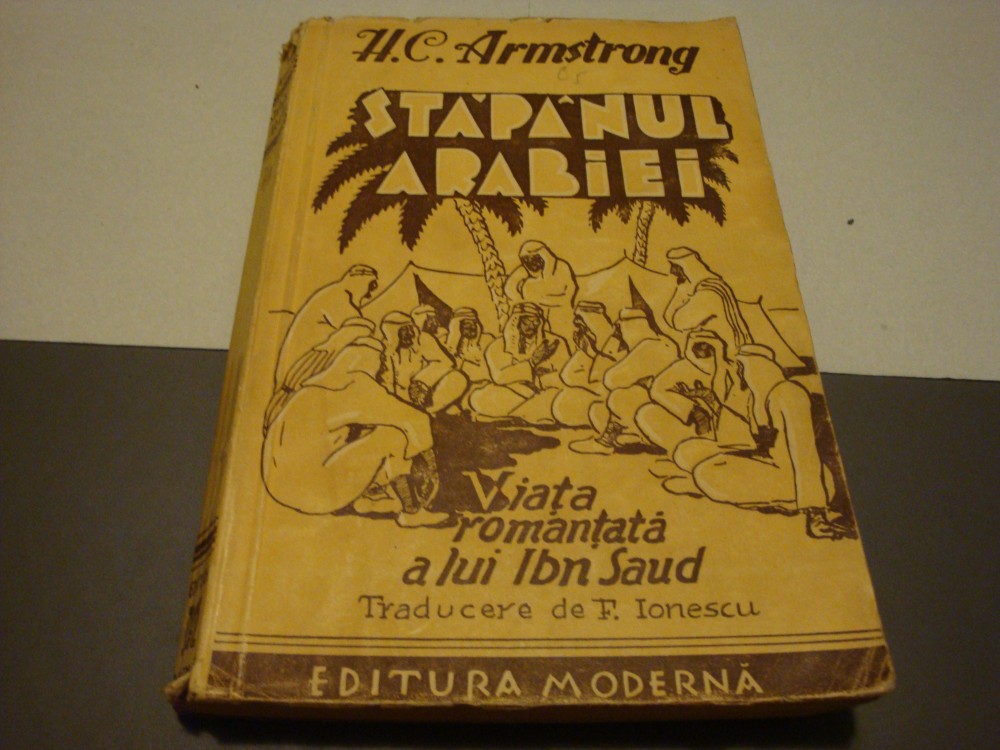 H.C. Armstrong
STĂPÂNUL
ARABIEI
Viața
romanțată
a lui Ibn Saud
Traducere de F. Ionescu
EDITURA MODERNĂ